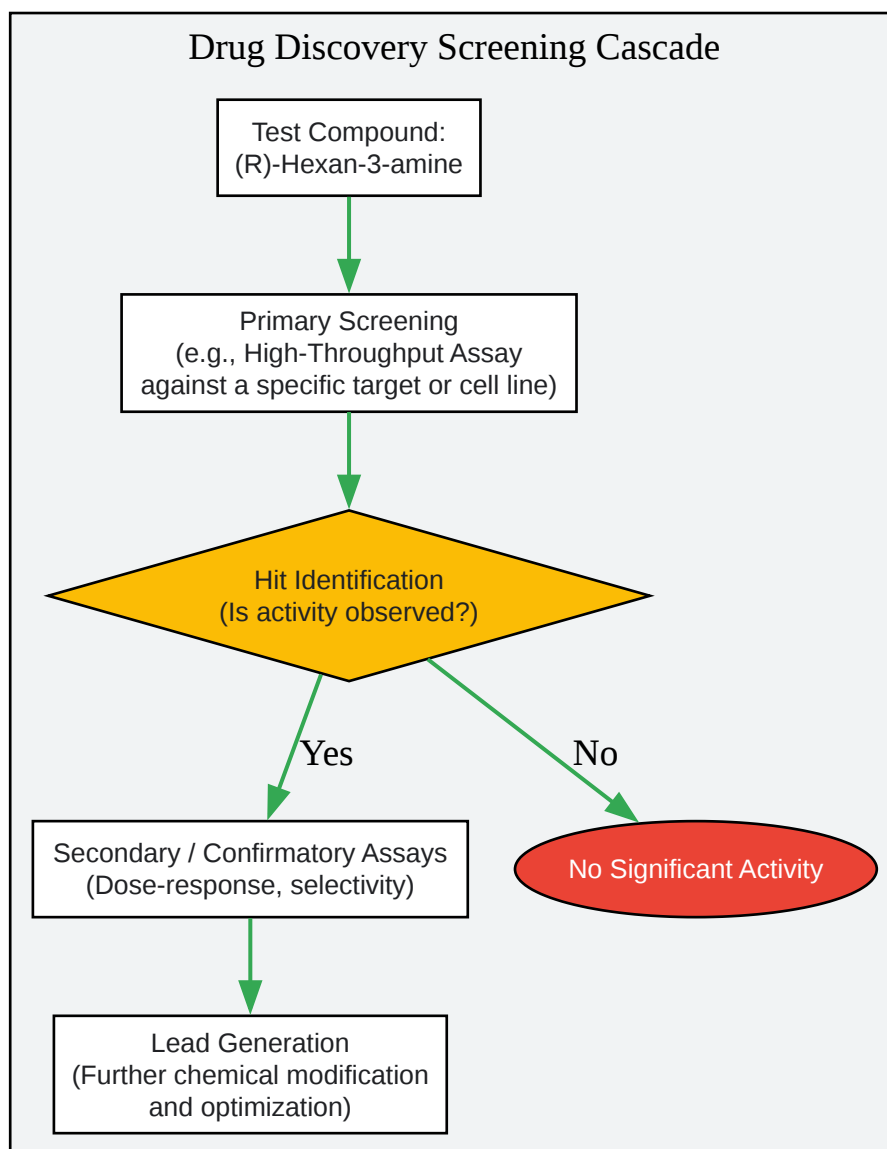 Drug Discovery Screening Cascade
Test Compound:
(R)-Hexan-3-amine
Primary Screening
(e.g., High-Throughput Assay
against a specific target or cell line)
Hit Identification
(Is activity observed?)
Yes
No
Secondary / Confirmatory Assays
(Dose-response, selectivity)
No Significant Activity
Lead Generation
(Further chemical modification
and optimization)